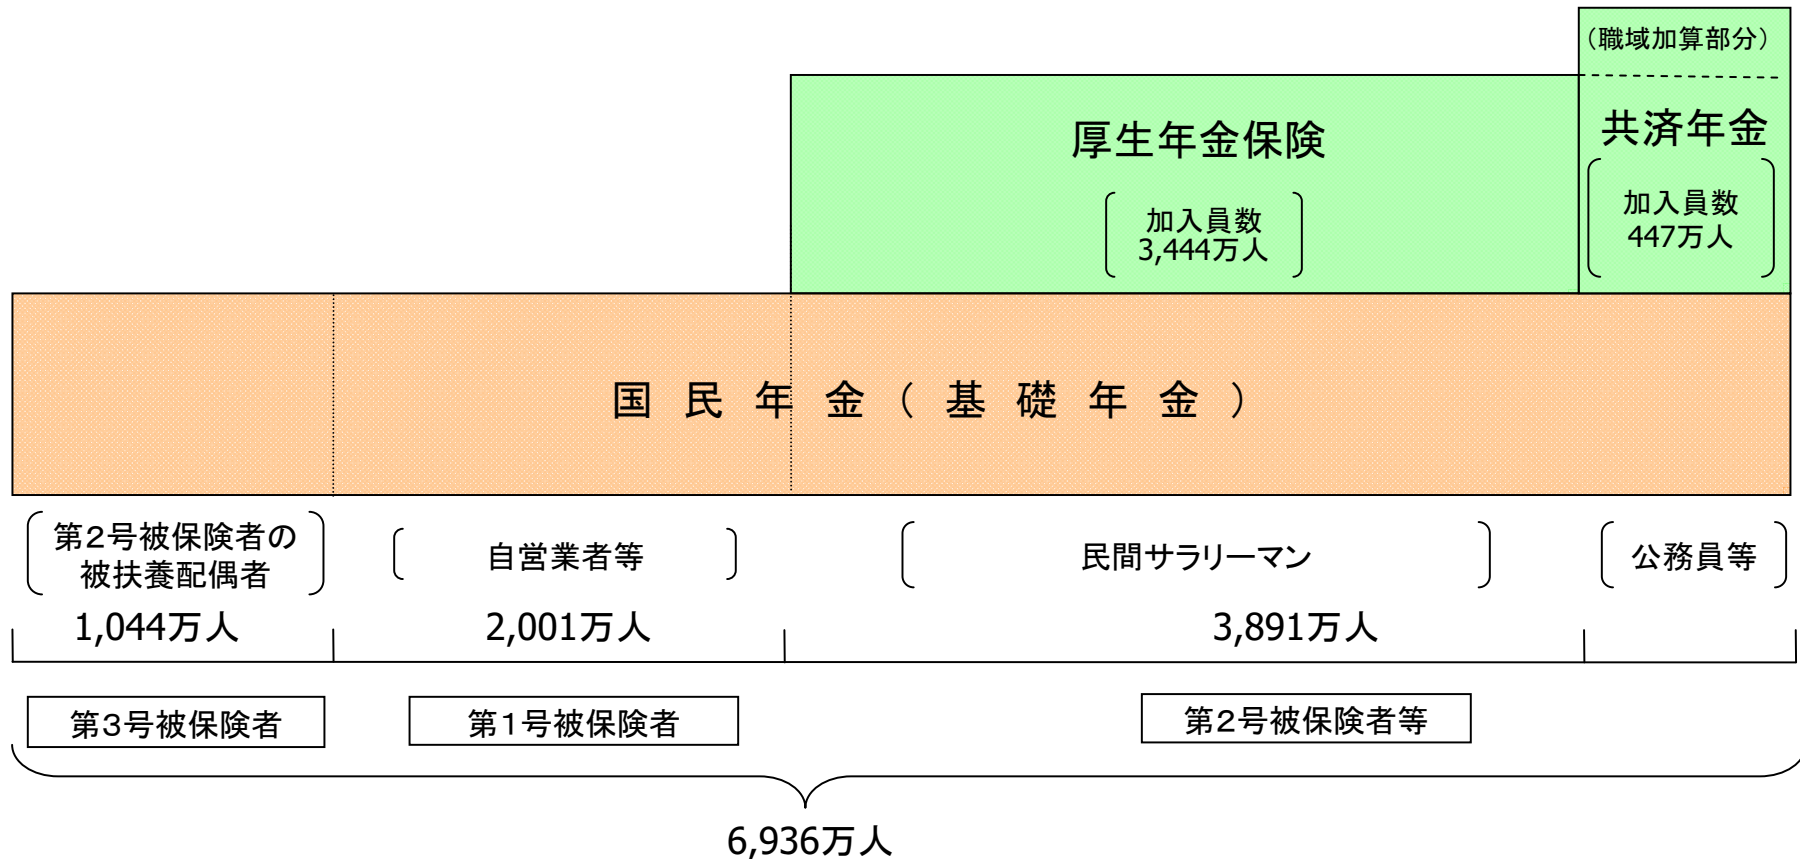 （職域加算部分）
厚生年金保険
加入員数
3,444万人
共済年金
加入員数
447万人
国民年金（基礎年金）
第2号被保険者の
被扶養配偶者
自営業者等
民間サラリーマン
公務員等
1,044万人
2,001万人
3,891万人
第3号被保険者
第1号被保険者
第2号被保険者等
6,936万人